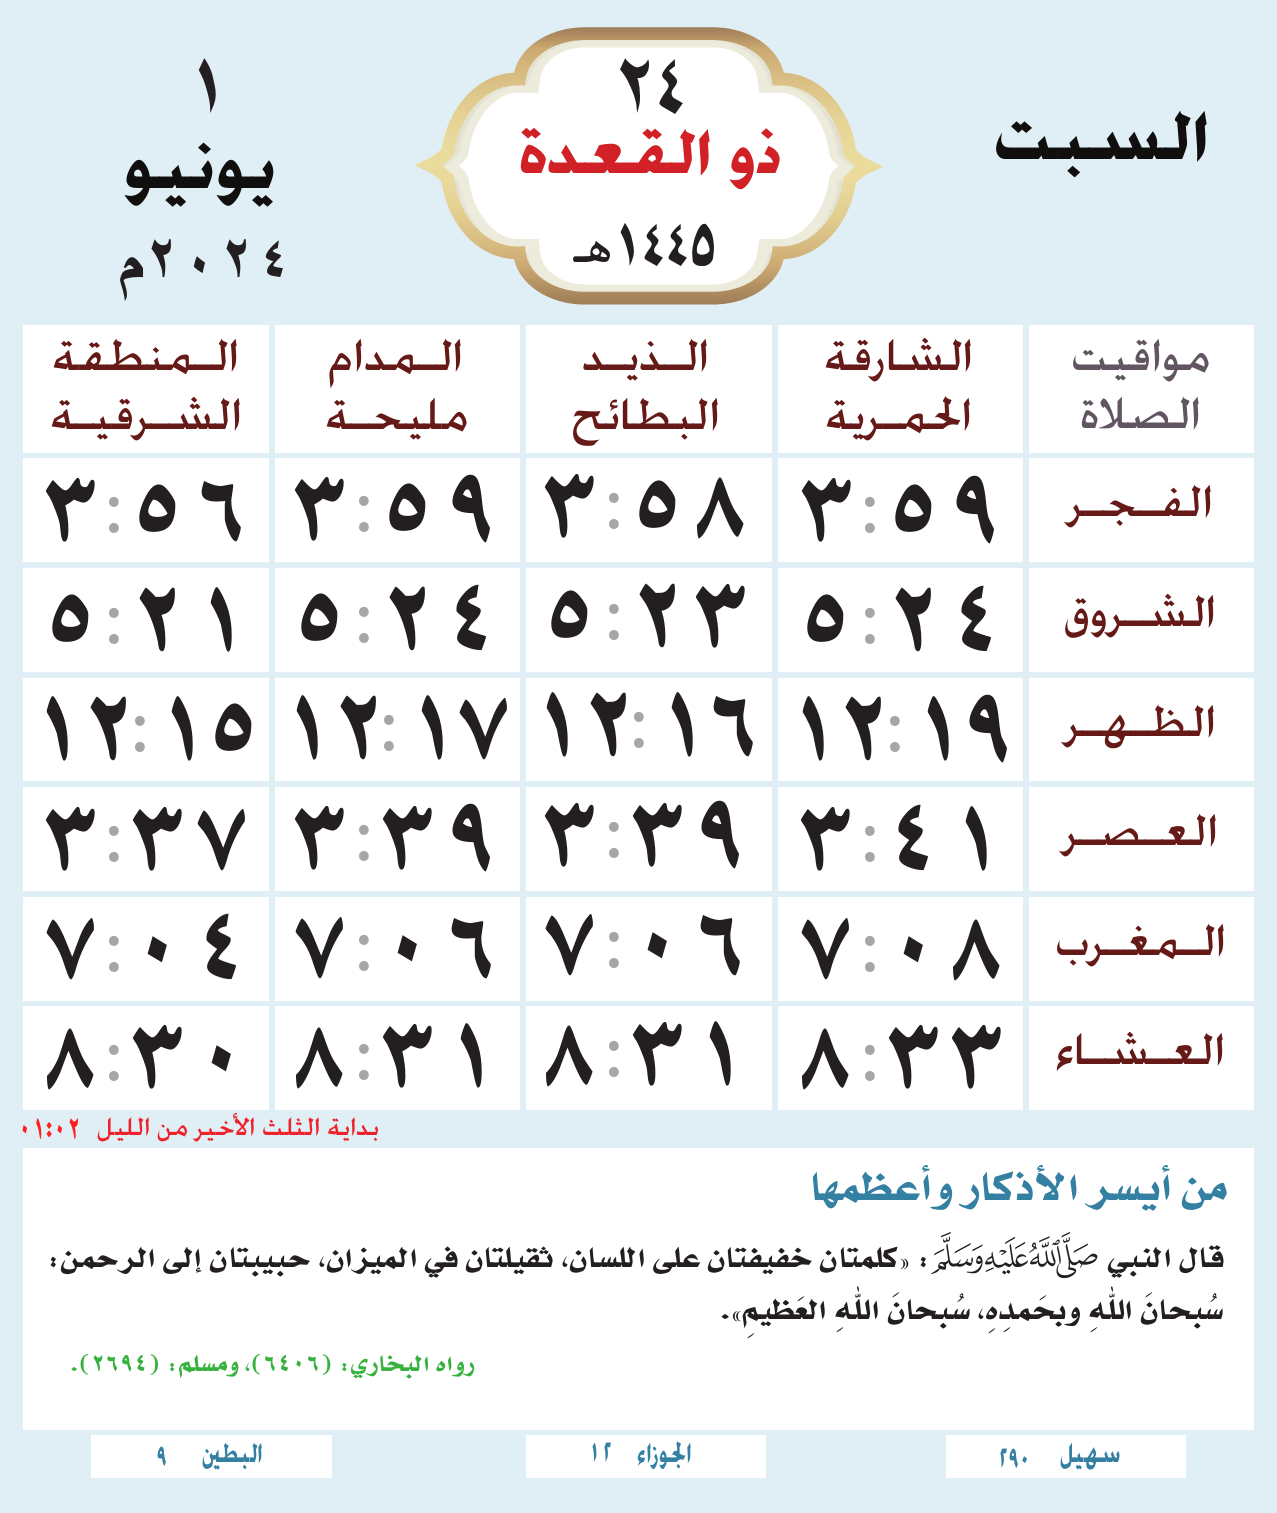 السبت
٢٤
ذو القعدة
١٤٤٥هـ
١
يونيو
٢٠٢٤م
مواقيت الصلاة	الشارقة الحمرية	الذيد البطائح	المدام مليحة	المنطقة الشرقية
الفجر	٣:٥٩	٣:٥٨	٣:٥٩	٣:٥٦
الشروق	٥:٢٤	٥:٢٣	٥:٢٤	٥:٢١
الظهر	١٢:١٩	١٢:١٦	١٢:١٧	١٢:١٥
العصر	٣:٤١	٣:٣٩	٣:٣٩	٣:٣٧
المغرب	٧:٠٨	٧:٠٦	٧:٠٦	٧:٠٤
العشاء	٨:٣٣	٨:٣١	٨:٣١	٨:٣٠
بداية الثلث الأخير من الليل ٠١:٠٢
من أيسر الأذكار وأعظمها
قال النبي صَلَّى اللَّهُ عَلَيْهِ وَسَلَّمَ: «كلمتان خفيفتان على اللسان، ثقيلتان في الميزان، حبيبتان إلى الرحمن:
سُبحانَ اللهِ وبحَمدِهِ، سُبحانَ اللهِ العَظيمِ».
رواه البخاري: (٦٤٠٦)، ومسلم: (٢٦٩٤).
سهيل ٢٩٠
الجوزاء ١٢
البطين ٩